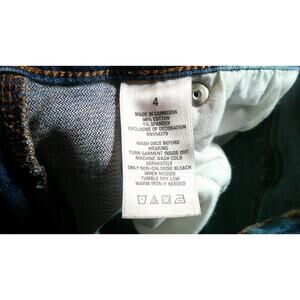 4
MADE IN CAMBODIA
99% COTTON
1% SPANDEX
EXCLUSIVE OF DECORATION
RN554279
WASH ONCE BEFORE
WEARING
TURN GARMENT INSIDE OUT
MACHINE WASH COLD
SEPARATELY
ONLY NON-CHLORINE BLEACH
WHEN NEEDED
TUMBLE DRY LOW
WARM IRON IF NEEDED